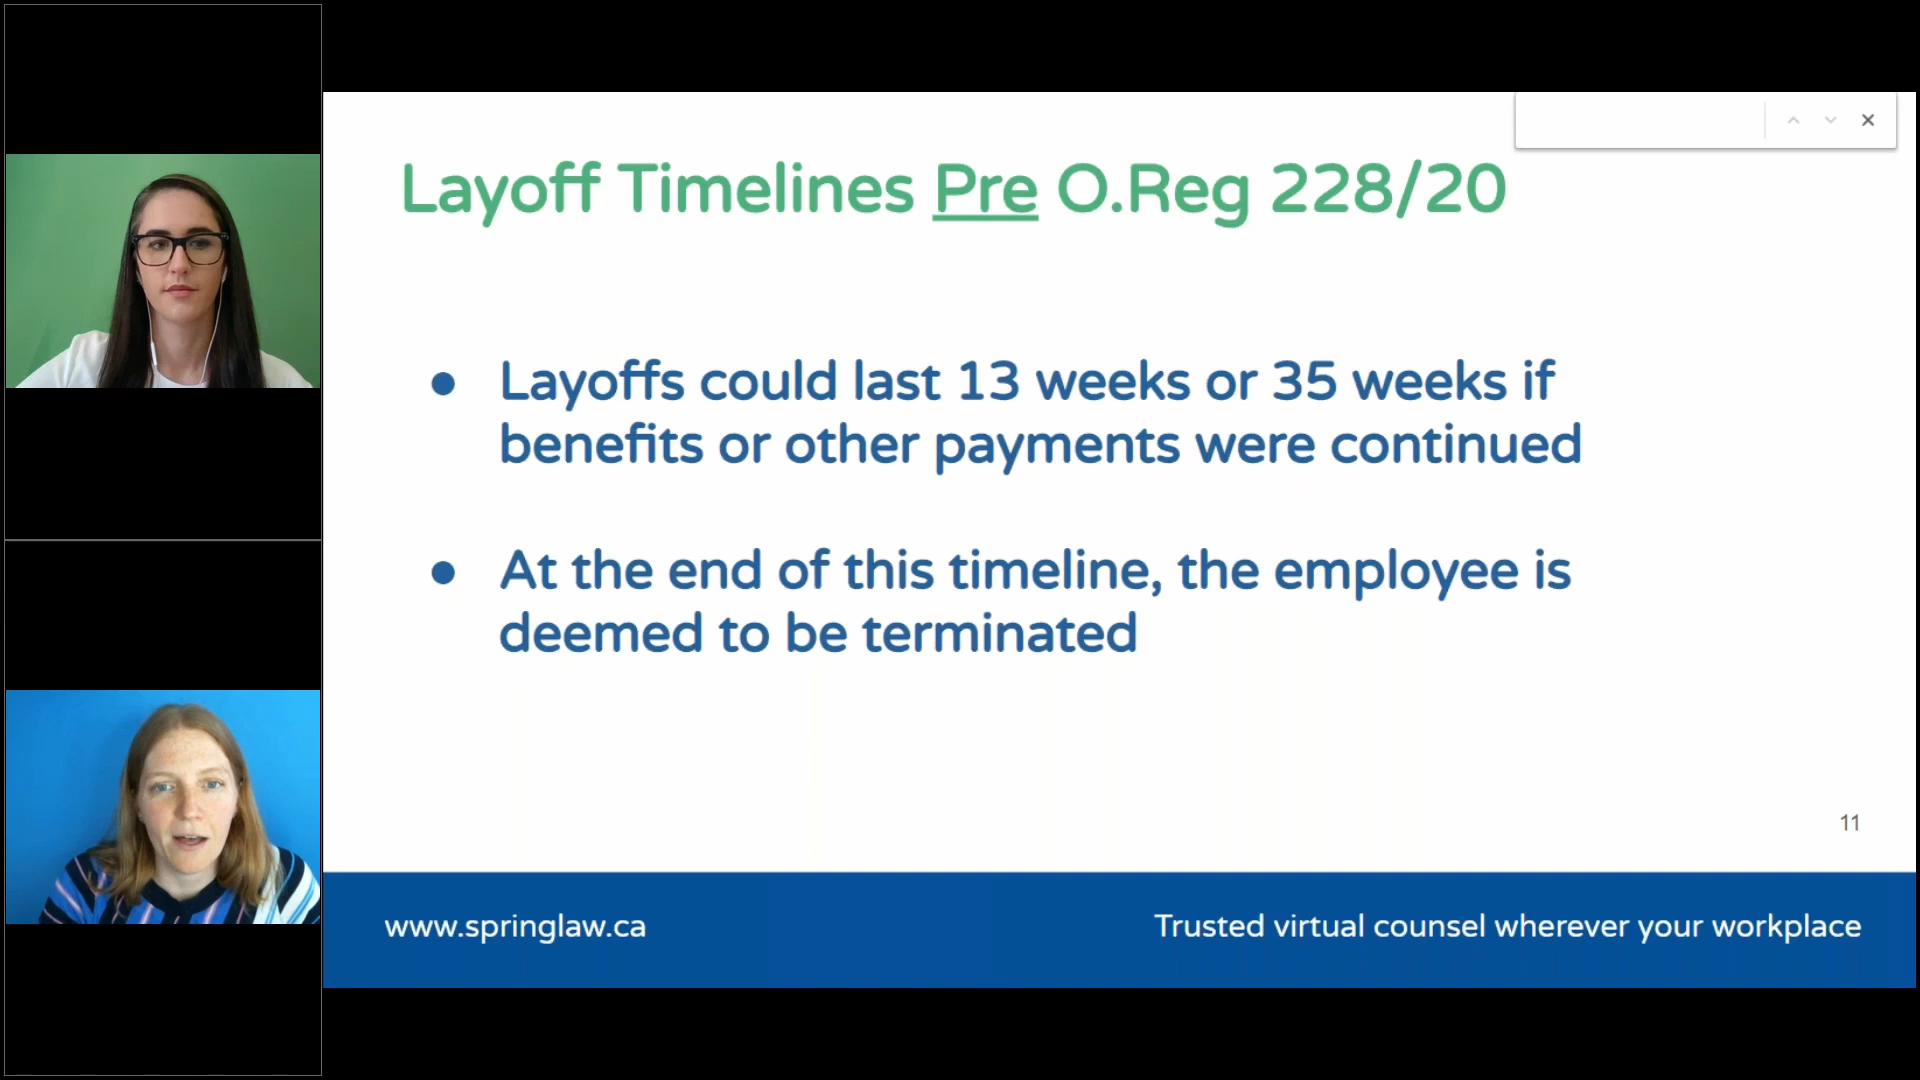 Layoff Timelines Pre O.Reg 228/20
● Layoffs could last 13 weeks or 35 weeks if
benefits or other payments were continued
● At the end of this timeline, the employee is
deemed to be terminated
11
www.springlaw.ca
Trusted virtual counsel wherever your workplace